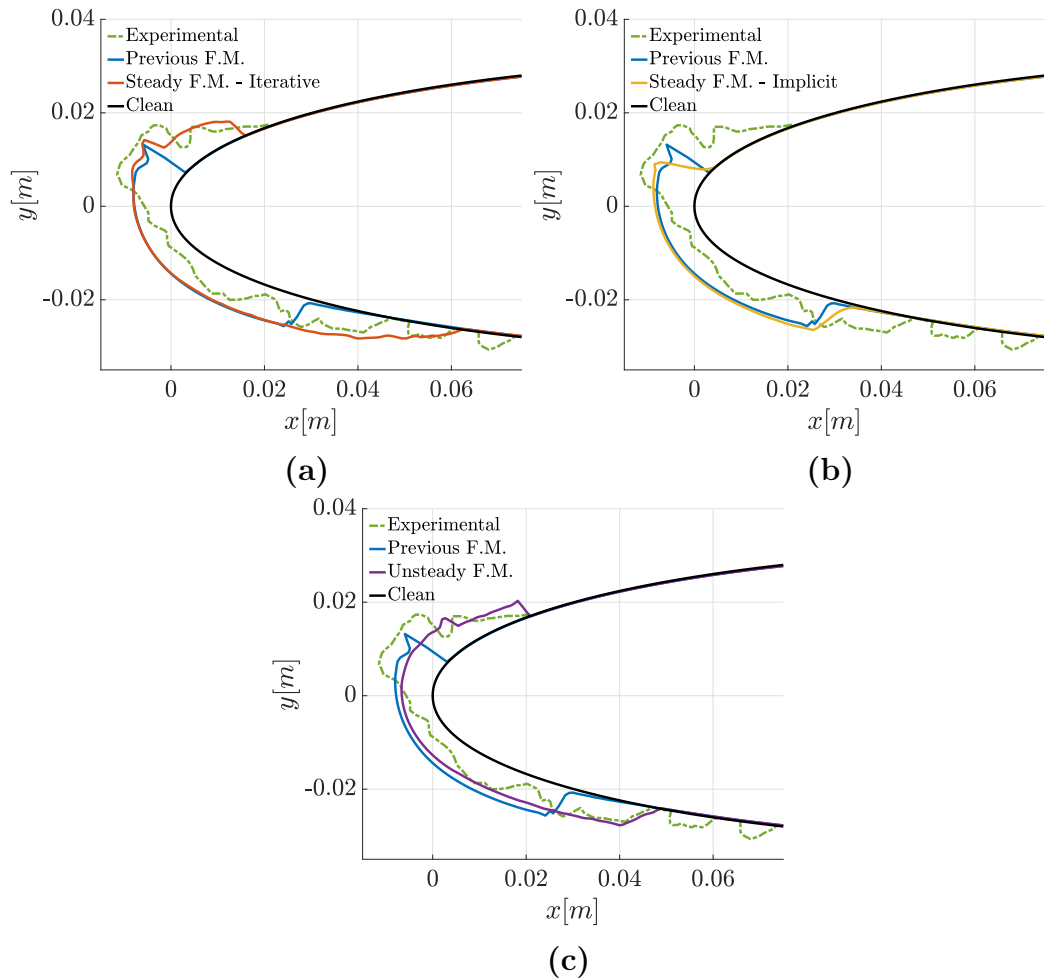 0.04
Experimental
Previous F.M.
Steady F.M. - Iterative
Clean
0.02
0
-0.02
y[m]
0
0.02
0.04
0.06
x[m]
(a)
0.04
Experimental
Previous F.M.
Steady F.M. - Implicit
Clean
0.02
0
-0.02
y[m]
0
0.02
0.04
0.06
x[m]
(b)
0.04
Experimental
Previous F.M.
Unsteady F.M.
Clean
0.02
0
-0.02
y[m]
0
0.02
0.04
0.06
x[m]
(c)